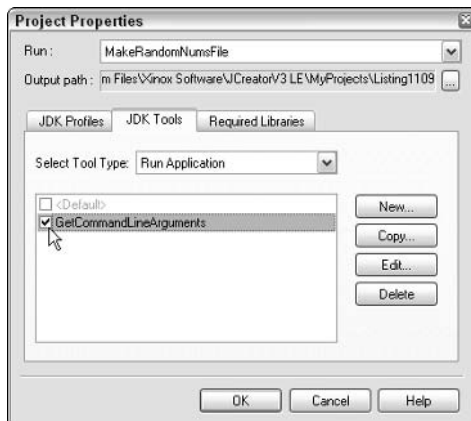 Project Properties
Run : MakeRandomNumsFile
Output path : m Files\Xinox Software\JCreatorV3 LE\MyProjects\Listing1109 ...
JDK Profiles JDK Tools Required Libraries
Select Tool Type: Run Application
<Default>
GetCommandLineArguments
New...
Copy...
Edit...
Delete
OK Cancel Help